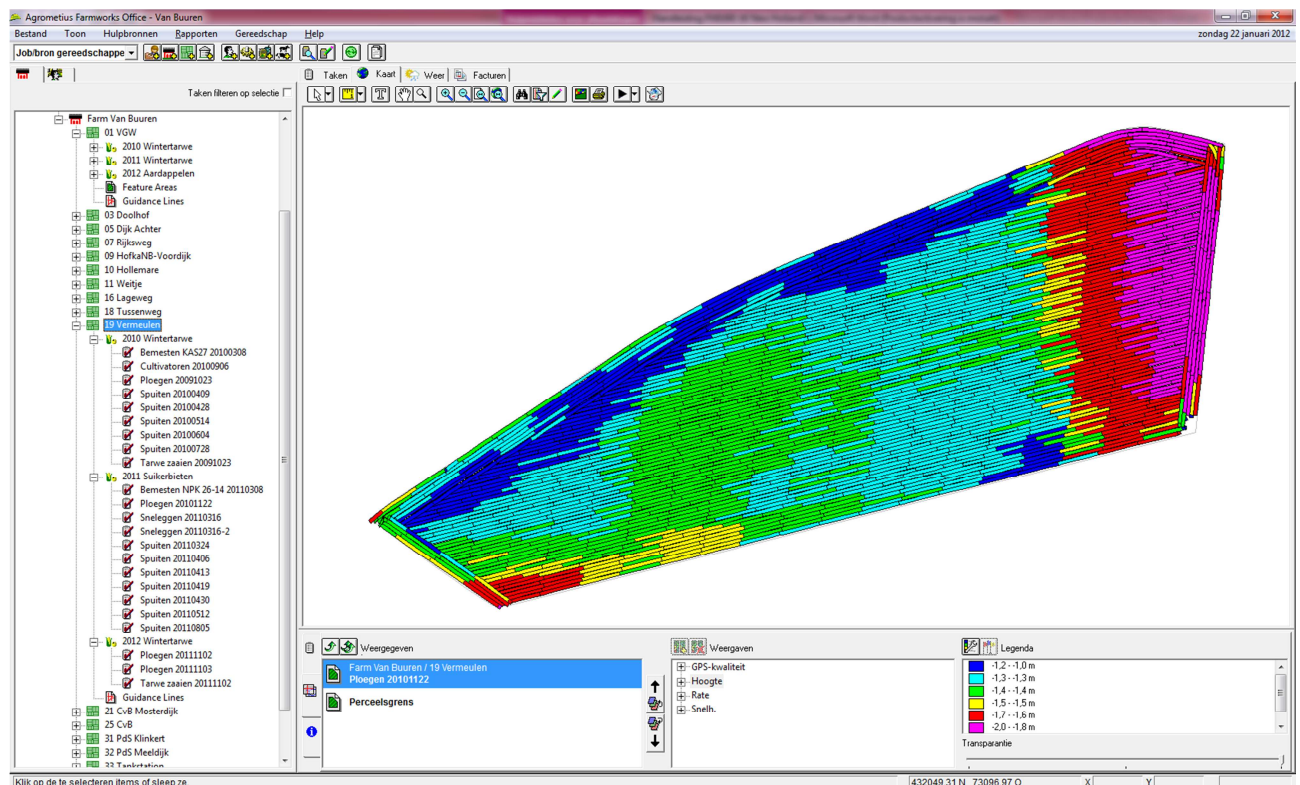 Agrometius Farmworks Office - Van Buuren
Bestand Toon Hulpbronnen Rapporten Gereedschap Help
zondag 22 januari 2012
Job/bron gereedschappe
Taken Kaart Weer Facturen
Taken filteren op selectie
Farm Van Buuren
01 VGW
2010 Wintertarwe
2011 Wintertarwe
2012 Aardappelen
Feature Areas
Guidance Lines
03 Doolhof
05 Dijk Achter
07 Rijksweg
09 HofkaNB-Voordijk
10 Hollemare
11 Weitje
16 Lageweg
18 Tussenweg
19 Vermeulen
2010 Wintertarwe
Bemesten KAS27 20100308
Cultivatoren 20100906
Ploegen 20091023
Spuiten 20100409
Spuiten 20100428
Spuiten 20100514
Spuiten 20100604
Spuiten 20100728
Tarwe zaaien 20091023
2011 Suikerbieten
Bemesten NPK 26-14 20110308
Ploegen 20101122
Sneleggen 20110316
Sneleggen 20110316-2
Spuiten 20110324
Spuiten 20110406
Spuiten 20110413
Spuiten 20110419
Spuiten 20110430
Spuiten 20110512
Spuiten 20110805
2012 Wintertarwe
Ploegen 20111102
Ploegen 20111103
Tarwe zaaien 20111102
Guidance Lines
21 CvB Mosterdijk
25 CvB
31 PdS Klinkert
32 PdS Meeldijk
33 Tankstation
Weergegeven
Farm Van Buuren / 19 Vermeulen
Ploegen 20101122
Perceelsgrens
Weergaven
GPS-kwaliteit
Hoogte
Rate
Snelh.
Legenda
-1,2 - -1,0 m
-1,3 - -1,3 m
-1,4 - -1,4 m
-1,5 - -1,5 m
-1,7 - -1,6 m
-2,0 - -1,8 m
Transparantie
Klik op de te selecteren items of sleep ze.
432049,31 N 73096,97 O
X
Y